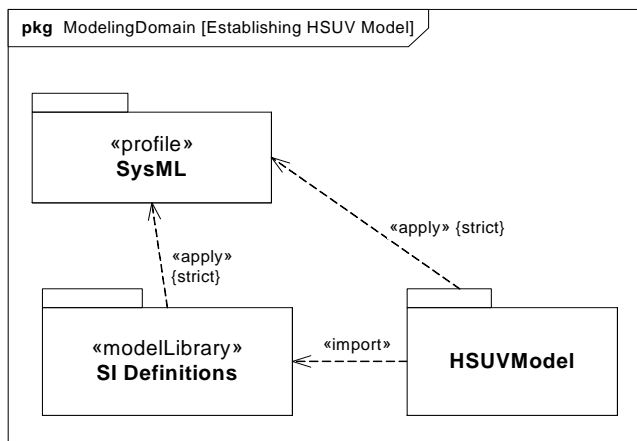 pkg ModelingDomain [Establishing HSUV Model]
«profile»
SysML
«apply» {strict}
«apply»
{strict}
«modelLibrary»
SI Definitions
«import»
HSUVModel